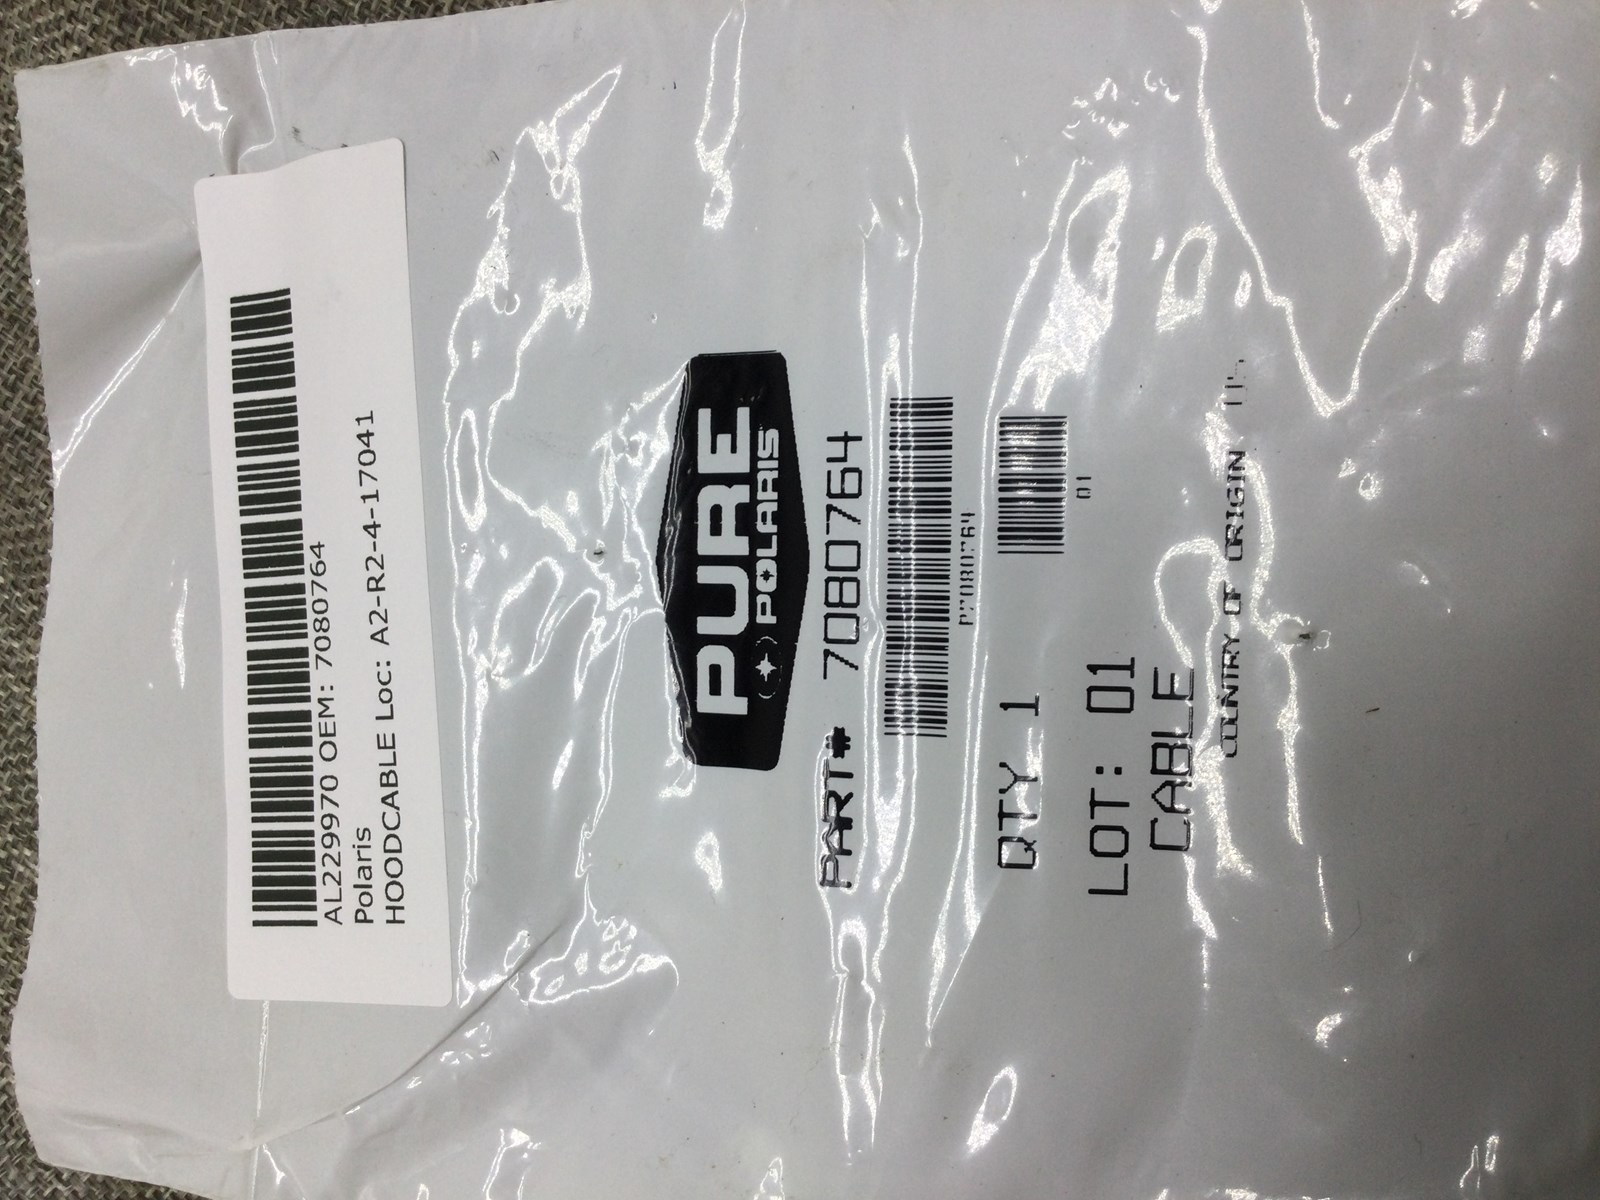 AL229970 OEM: 7080764
Polaris
HOODCABLE Loc: A2-R2-4-17041
PURE
POLARIS
PART# 7080764
P7080764
QTY 1
01
LOT: 01
CABLE
COUNTRY OF ORIGIN